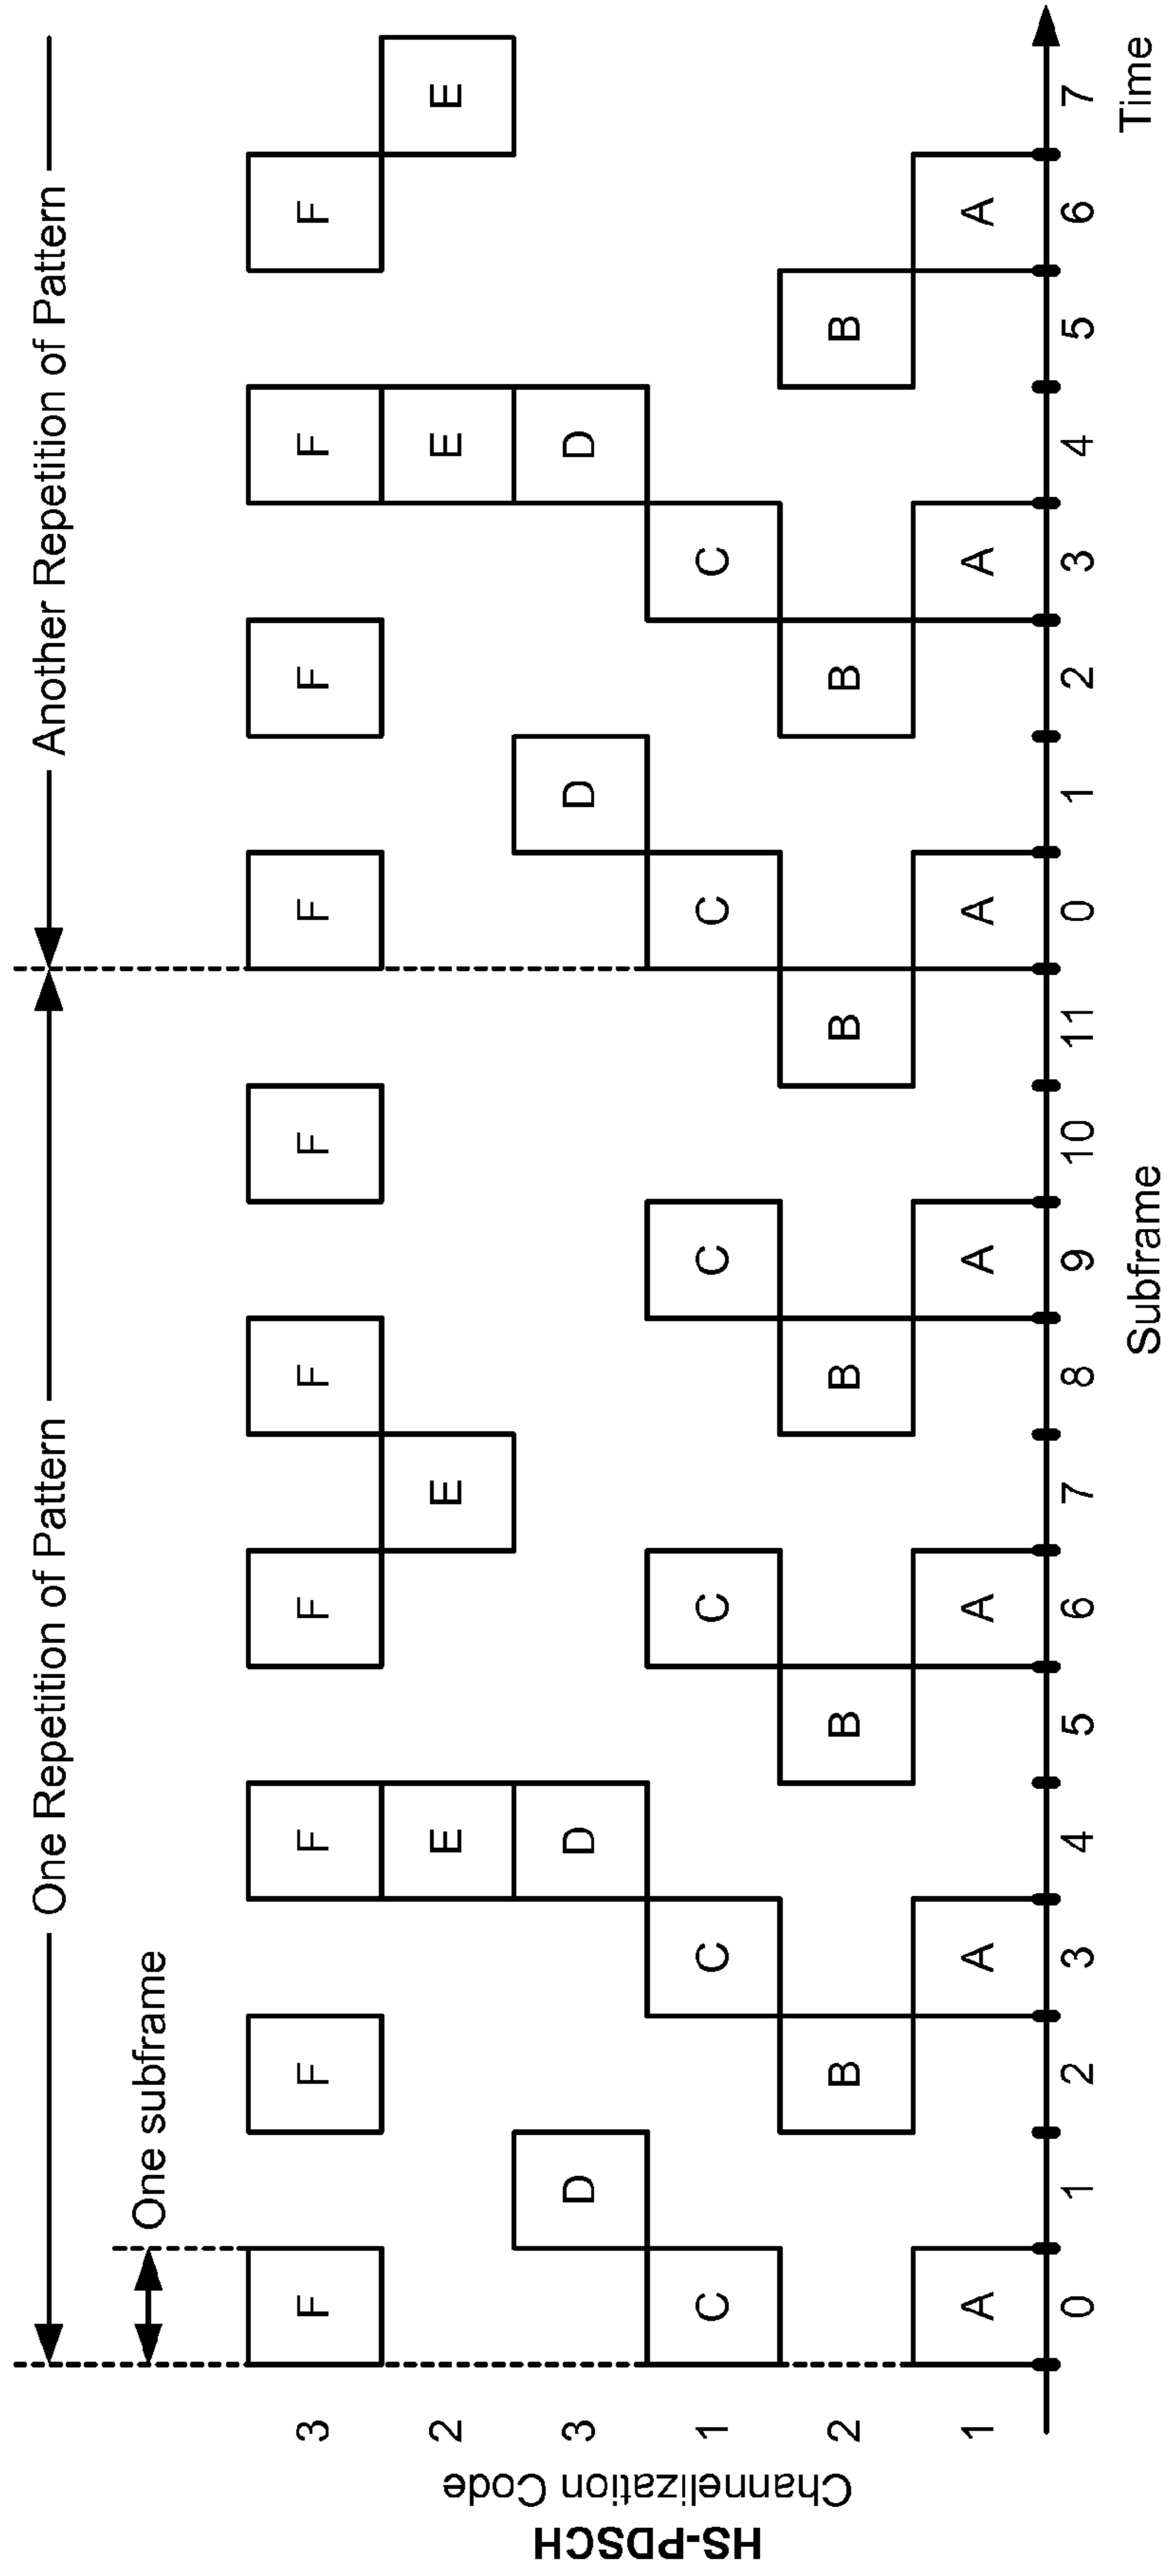 One Repetition of Pattern Another Repetition of Pattern
One subframe
HS-PDSCH
Channelization Code
3 F F F F F F F F F F
2 E E E E
3 D D D D
1 C C C C C C
2 B B B B B B
1 A A A A A A A
0 1 2 3 4 5 6 7 8 9 10 11 0 1 2 3 4 5 6 7
Subframe Time